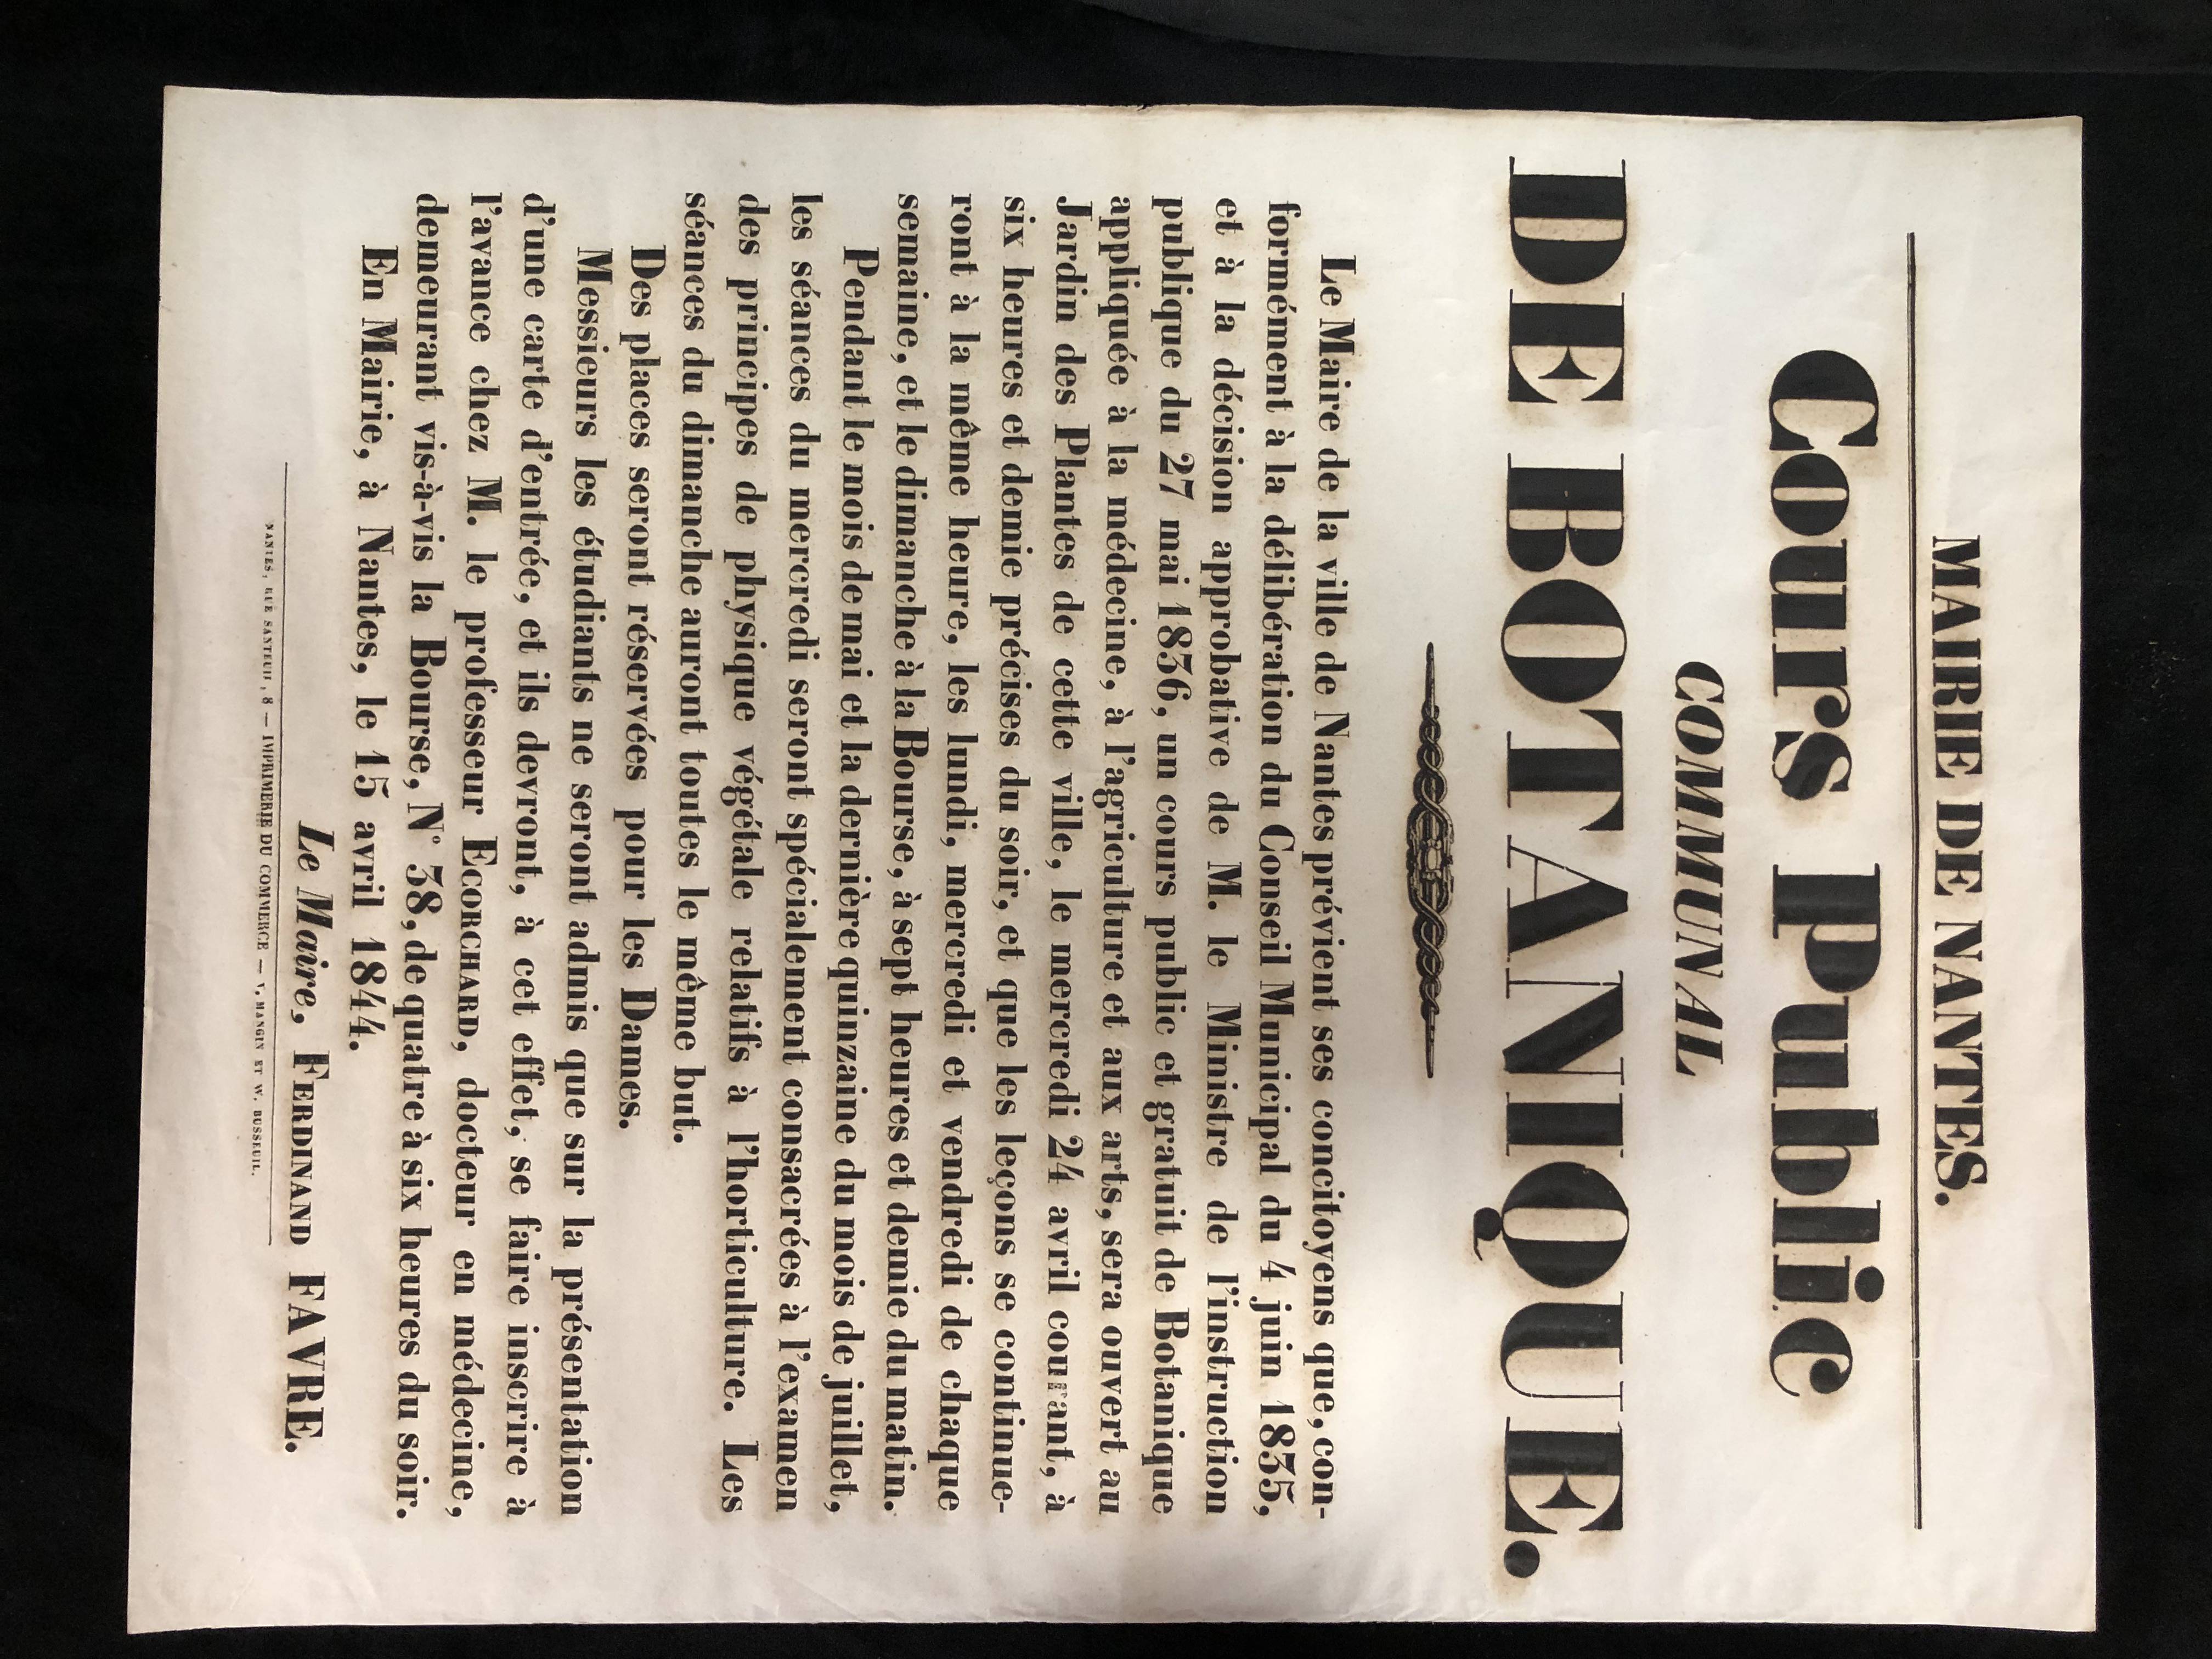 MAIRIE DE NANTES.
Cours Public
COMMUNAL
DE BOTANIQUE.
Le Maire de la ville de Nantes prévient ses concitoyens que, con-
formément à la délibération du Conseil Municipal du 4 juin 1835,
et à la décision approbative de M. le Ministre de l'instruction
publique du 27 mai 1836, un cours public et gratuit de Botanique
appliquée à la médecine, à l'agriculture et aux arts, sera ouvert au
Jardin des Plantes de cette ville, le mercredi 24 avril courant, à
six heures et demie précises du soir, et que les leçons se continue-
ront à la même heure, les lundi, mercredi et vendredi de chaque
semaine, et le dimanche à la Bourse, à sept heures et demie du matin.
Pendant le mois de mai et la dernière quinzaine du mois de juillet,
les séances du mercredi seront spécialement consacrées à l'examen
des principes de physique végétale relatifs à l'horticulture. Les
séances du dimanche auront toutes le même but.
Des places seront réservées pour les Dames.
Messieurs les étudiants ne seront admis que sur la présentation
d'une carte d'entrée, et ils devront, à cet effet, se faire inscrire à
l'avance chez M. le professeur ECORCHARD, docteur en médecine,
demeurant vis-à-vis la Bourse, N° 38, de quatre à six heures du soir.
En Mairie, à Nantes, le 15 avril 1844.
Le Maire, FERDINAND FAVRE.
NANTES, RUE SANTEUIL, 8 — IMPRIMERIE DU COMMERCE — V. MANGIN ET W. BUSSEUIL.